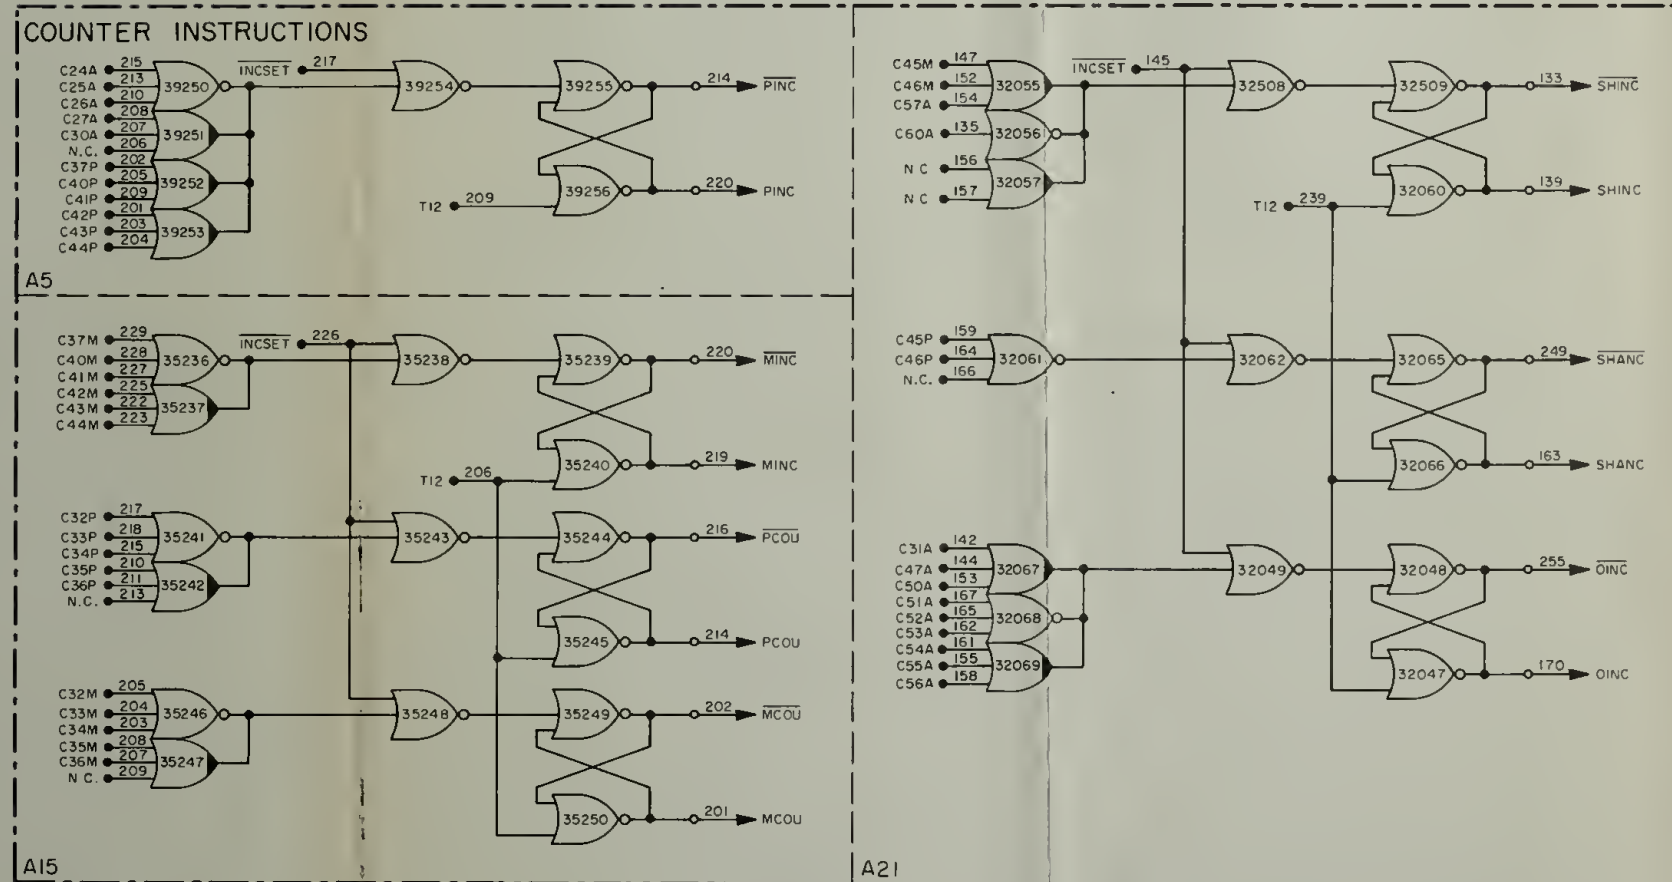 COUNTER INSTRUCTIONS
C24A 215
C25A 213
C26A 210
C27A 208
C30A 207
N.C. 206
C37P 202
C40P 205
C41P 209
C42P 201
C43P 203
C44P 204
39250
39251
39252
39253
INCSET 217
39254
39255
39256
T12 209
214 PINC
220 PINC
A5
C37M 229
C40M 228
C41M 227
C42M 225
C43M 222
C44M 223
35236
35237
INCSET 226
35238
35239
35240
220 MINC
219 MINC
T12 206
C32P 217
C33P 218
C34P 215
C35P 210
C36P 211
N.C. 213
35241
35242
35243
35244
35245
216 PCOU
214 PCOU
C32M 205
C33M 204
C34M 203
C35M 208
C36M 207
N C. 209
35246
35247
35248
35249
35250
202 MCOU
201 MCOU
A15
C45M 147
C46M 152
C57A 154
C60A 135
N C 156
N C 157
32055
32056
32057
INCSET 145
32508
32509
32060
T12 239
133 SHINC
139 SHINC
C45P 159
C46P 164
N.C. 166
32061
32062
32065
32066
249 SHANC
163 SHANC
C31A 142
C47A 144
C50A 153
C51A 167
C52A 165
C53A 162
C54A 161
C55A 155
C56A 158
32067
32068
32069
32049
32048
32047
255 OINC
170 OINC
A21